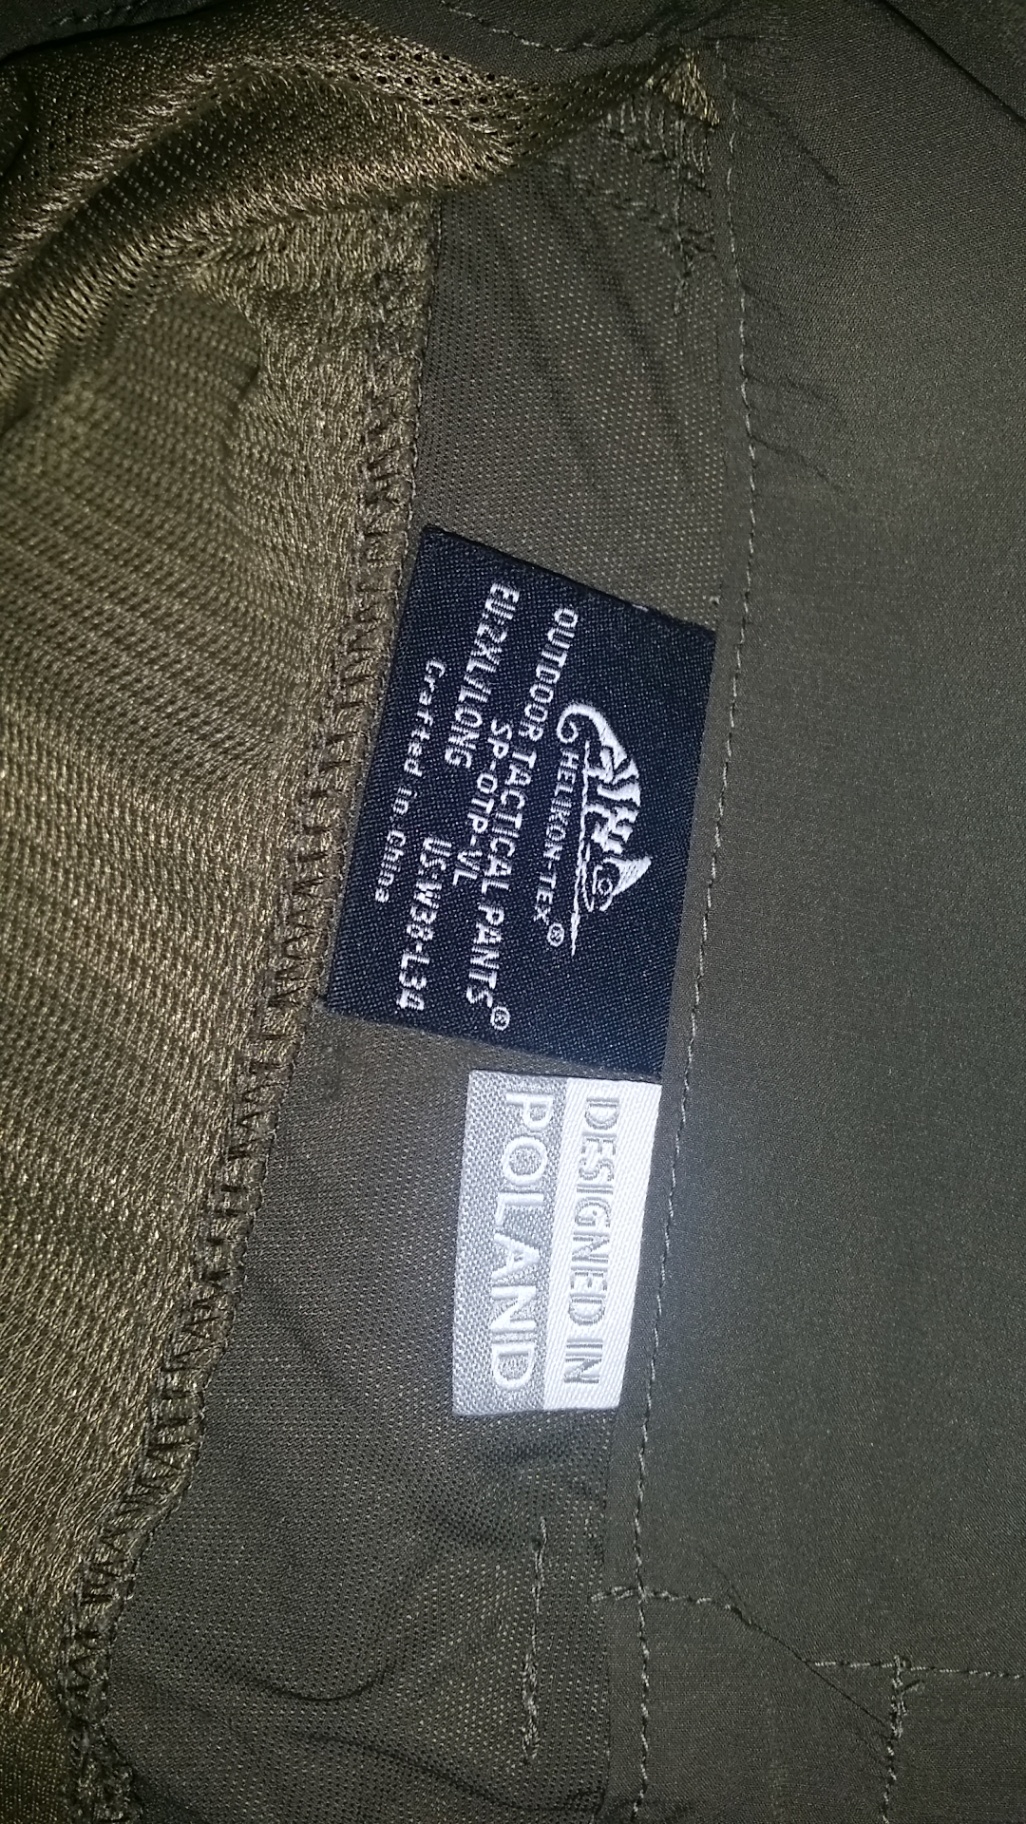 HELIKON-TEX®
OUTDOOR TACTICAL PANTS®
SP-OTP-VL
EU:2XL/LONG US:W38-L34
Crafted in China
DESIGNED IN
POLAND